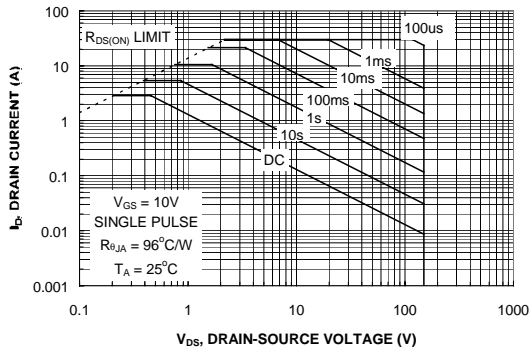 100
10
1
0.1
0.01
0.001
I_D, DRAIN CURRENT (A)
R_DS(ON) LIMIT
100us
1ms
10ms
100ms
1s
10s
DC
V_GS = 10V
SINGLE PULSE
R_θJA = 96°C/W
T_A = 25°C
0.1 1 10 100 1000
V_DS, DRAIN-SOURCE VOLTAGE (V)